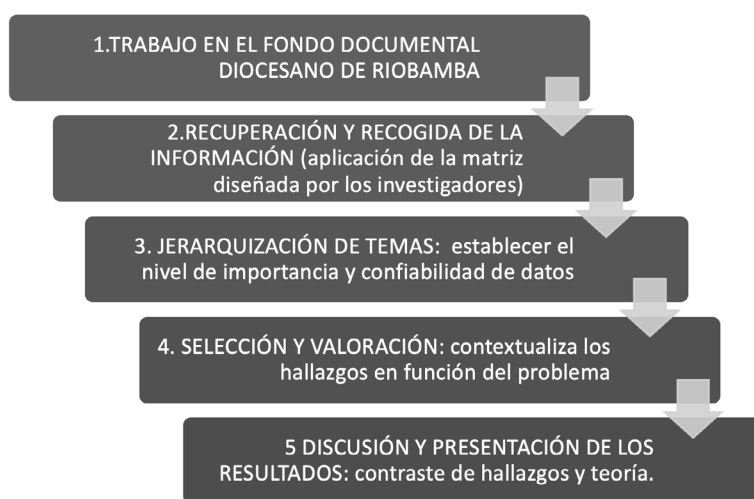 1.TRABAJO EN EL FONDO DOCUMENTAL
DIOCESANO DE RIOBAMBA
2.RECUPERACIÓN Y RECOGIDA DE LA
INFORMACIÓN (aplicación de la matriz
diseñada por los investigadores)
3. JERARQUIZACIÓN DE TEMAS: establecer el
nivel de importancia y confiabilidad de datos
4. SELECCIÓN Y VALORACIÓN: contextualiza los
hallazgos en función del problema
5 DISCUSIÓN Y PRESENTACIÓN DE LOS
RESULTADOS: contraste de hallazgos y teoría.